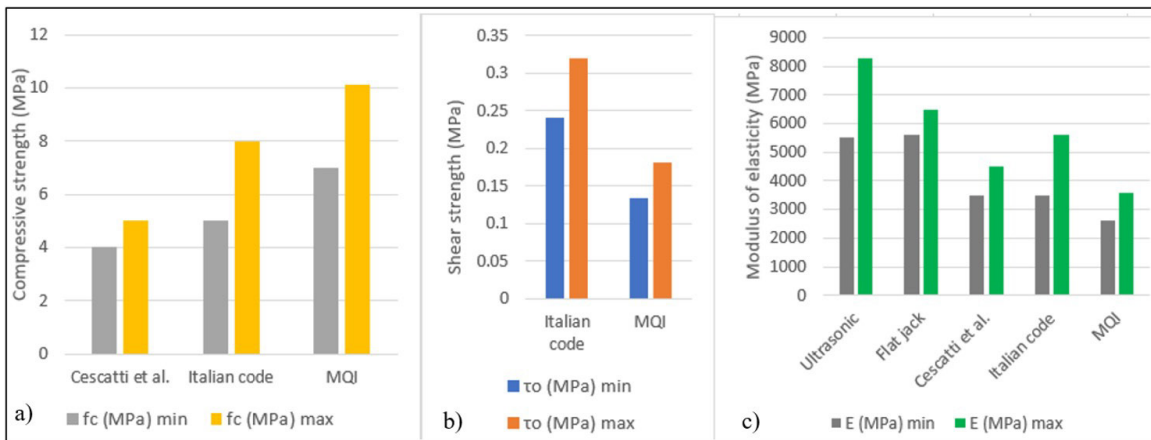 Compressive strength (MPa)
12
10
8
6
4
2
0
Cescatti et al. Italian code MQI
a)
fc (MPa) min fc (MPa) max
Shear strength (MPa)
0.35
0.3
0.25
0.2
0.15
0.1
0.05
0
Italian MQI
code
τo (MPa) min
b)
τo (MPa) max
Modulus of elasticity (MPa)
9000
8000
7000
6000
5000
4000
3000
2000
1000
0
Ultrasonic
Flat jack
Cescatti et al.
Italian code
MQI
c)
E (MPa) min E (MPa) max